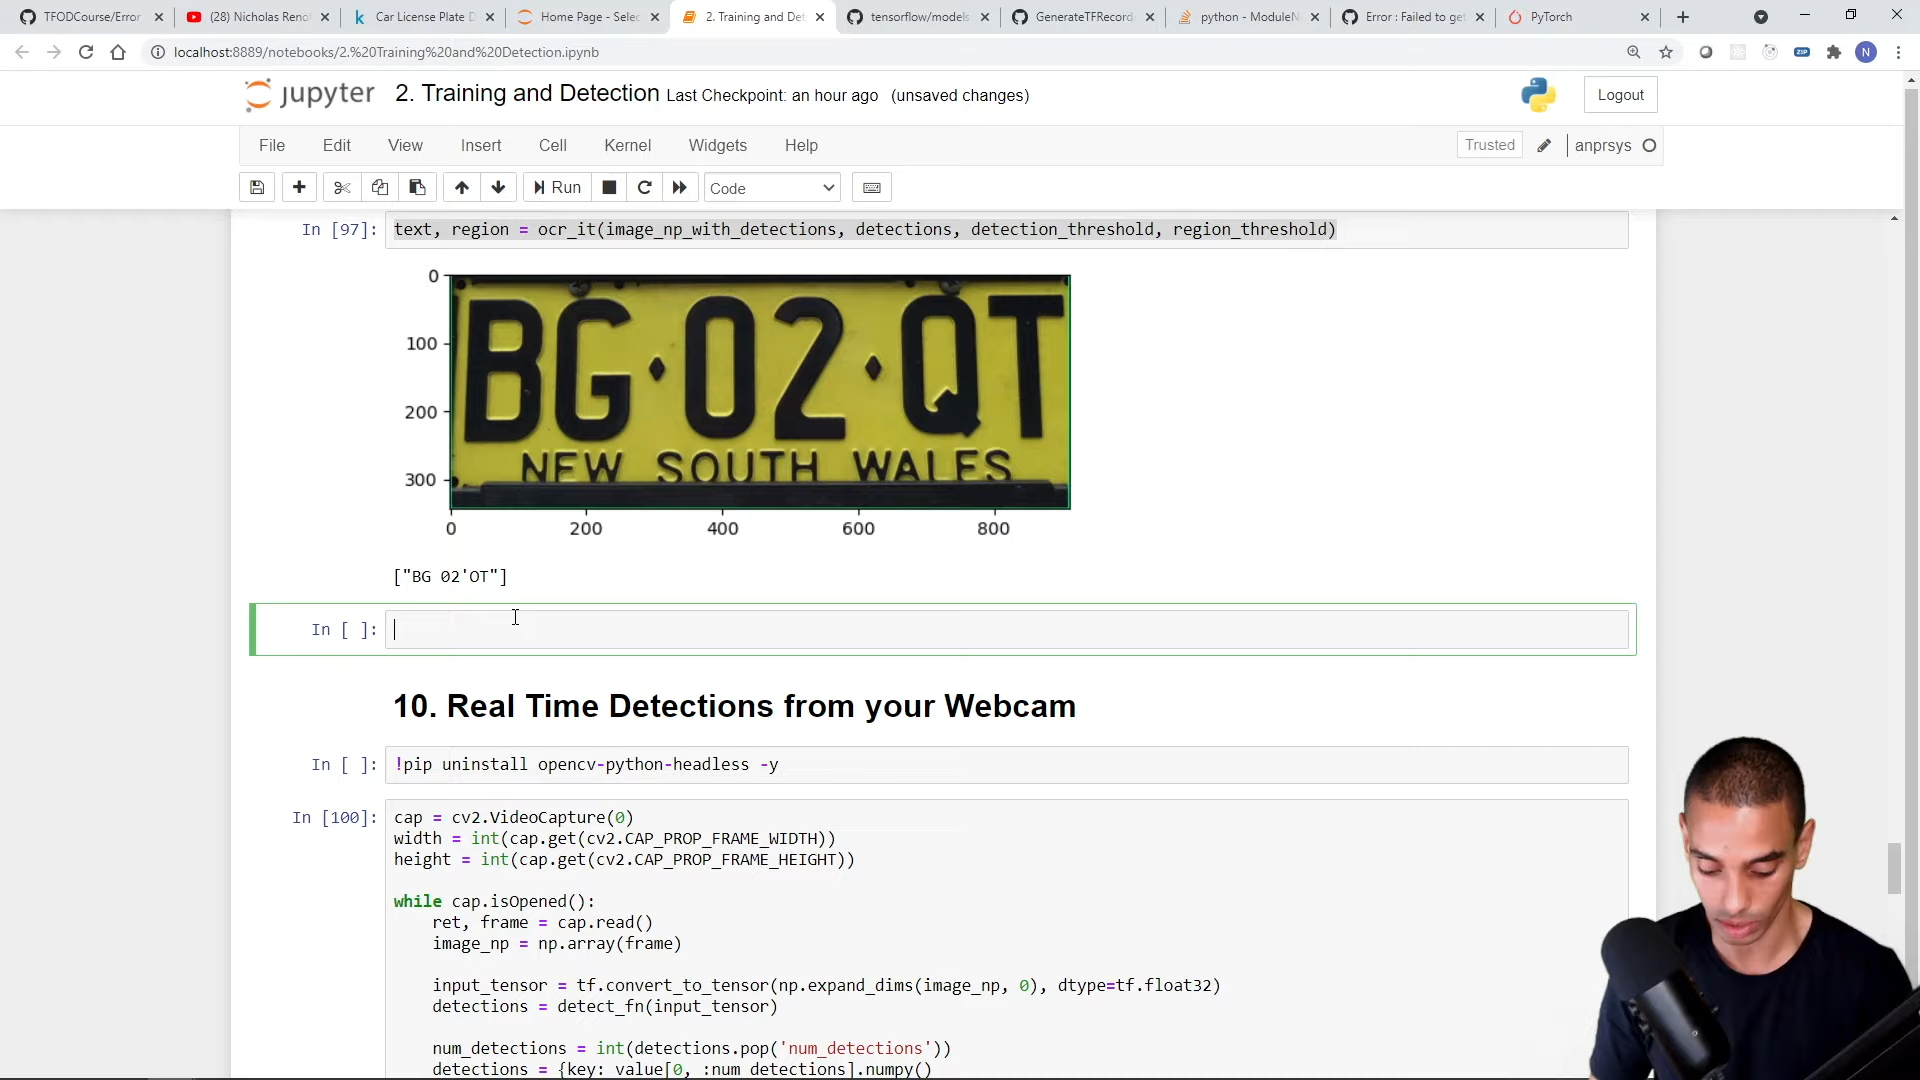 TFODCourse/Error
(28) Nicholas Reno
Car License Plate D
Home Page - Selec
2. Training and Det
tensorflow/models
GenerateTFRecord
python - ModuleN
Error : Failed to get
PyTorch
localhost:8889/notebooks/2.%20Training%20and%20Detection.ipynb
ZIP
N
jupyter 2. Training and Detection Last Checkpoint: an hour ago (unsaved changes)
Logout
File Edit View Insert Cell Kernel Widgets Help
Trusted
anprsys
Run
Code
In [97]: text, region = ocr_it(image_np_with_detections, detections, detection_threshold, region_threshold)
0
100
200
300
BG·02·QT
NEW SOUTH WALES
0 200 400 600 800
["BG 02'OT"]
In [ ]:
10. Real Time Detections from your Webcam
In [ ]: !pip uninstall opencv-python-headless -y
In [100]: cap = cv2.VideoCapture(0)
width = int(cap.get(cv2.CAP_PROP_FRAME_WIDTH))
height = int(cap.get(cv2.CAP_PROP_FRAME_HEIGHT))
while cap.isOpened():
ret, frame = cap.read()
image_np = np.array(frame)
input_tensor = tf.convert_to_tensor(np.expand_dims(image_np, 0), dtype=tf.float32)
detections = detect_fn(input_tensor)
num_detections = int(detections.pop('num_detections'))
detections = {key: value[0, :num_detections].numpy()